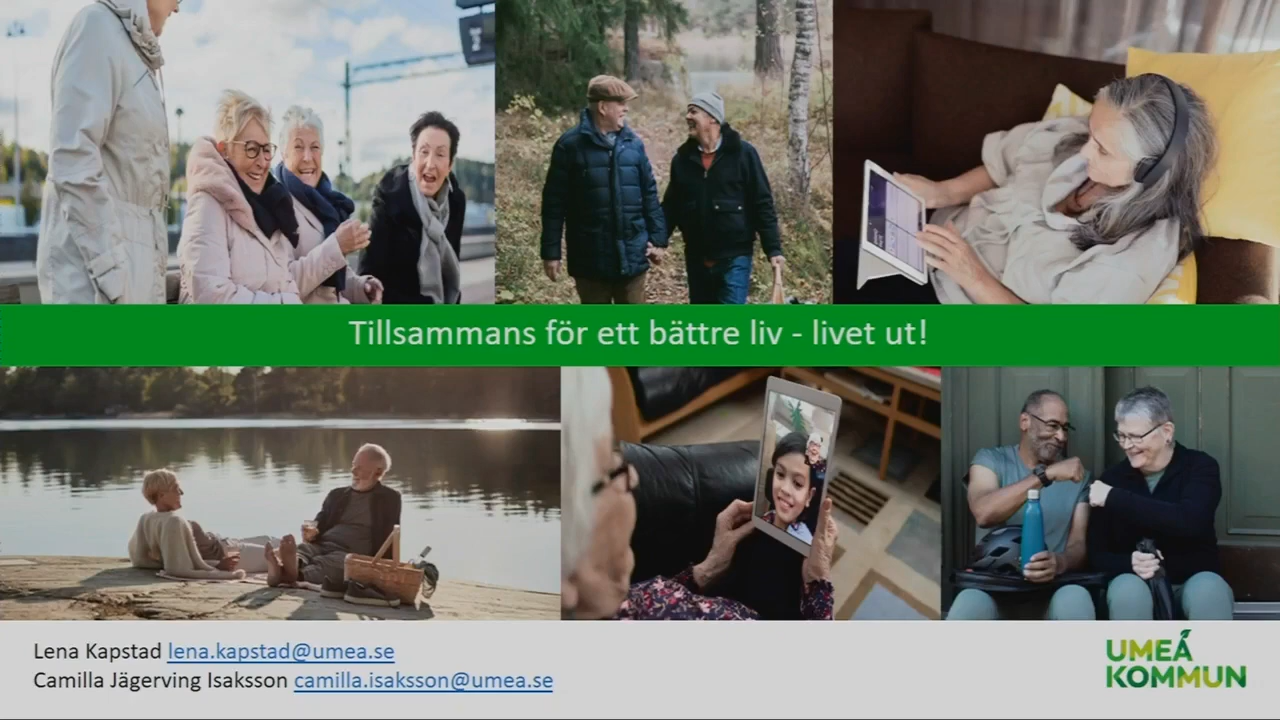 Tillsammans för ett bättre liv - livet ut!
Lena Kapstad lena.kapstad@umea.se
Camilla Jägerving Isaksson camilla.isaksson@umea.se
UMEÅ
KOMMUN